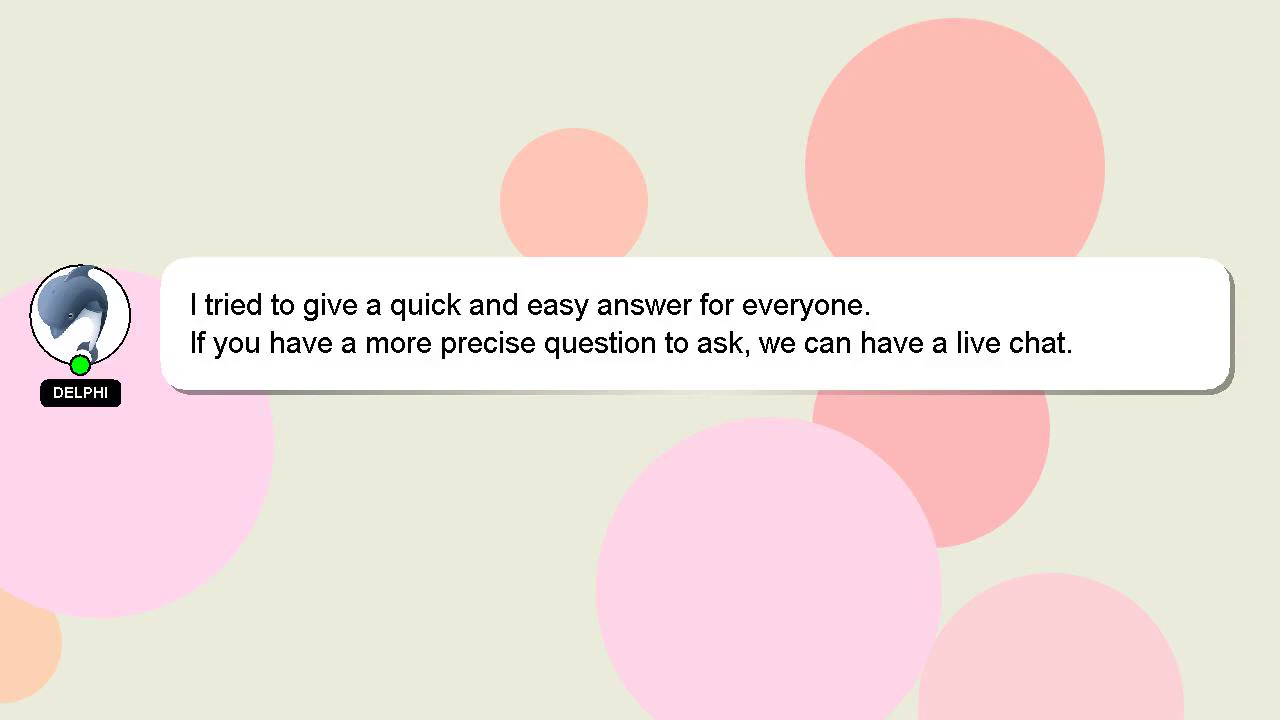 I tried to give a quick and easy answer for everyone.
If you have a more precise question to ask, we can have a live chat.
DELPHI